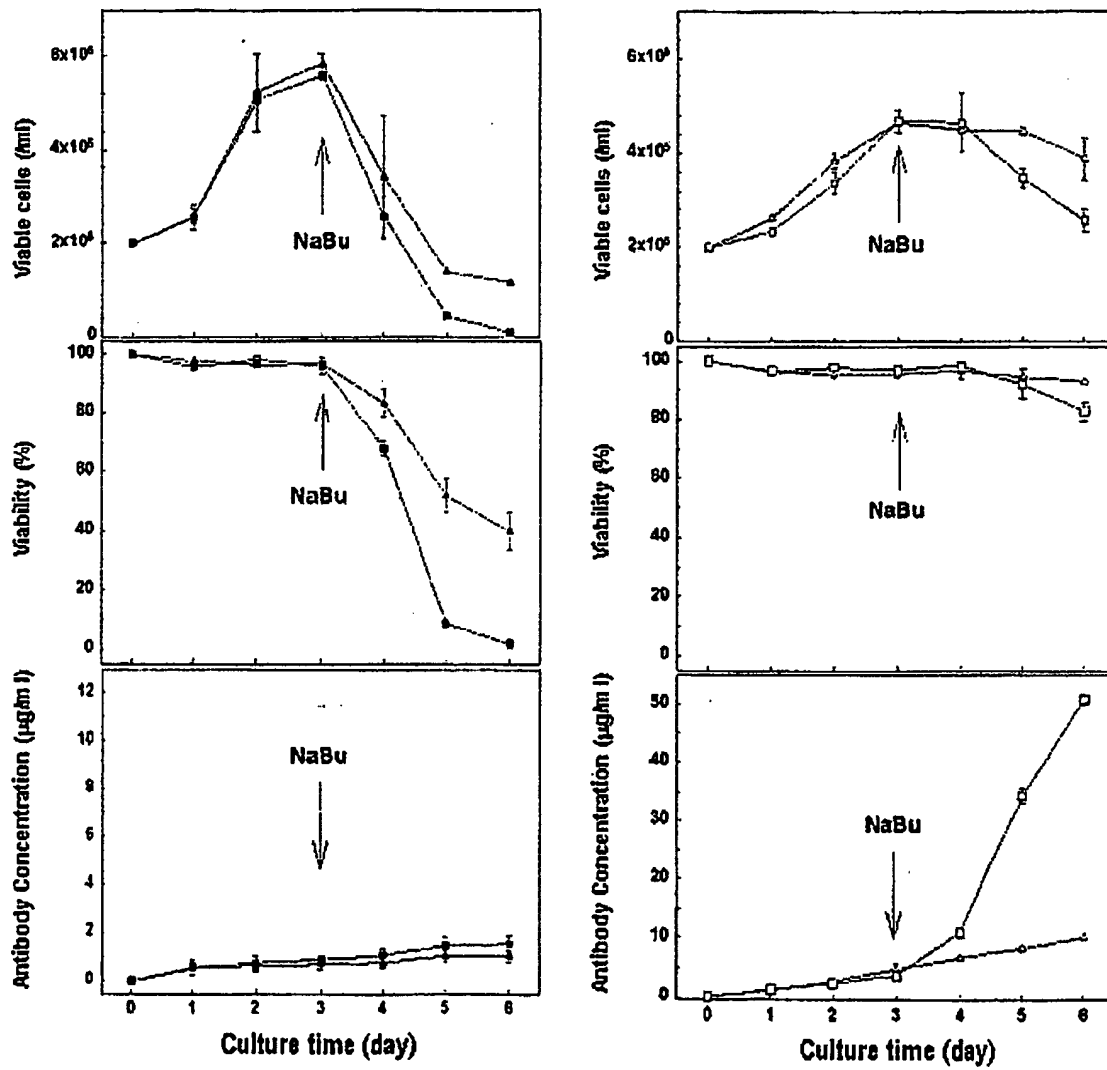 Viable cells (/ml)
6x10⁵
4x10⁵
2x10⁵
0
NaBu
Viability (%)
100
80
60
40
20
0
NaBu
Antibody Concentration (µg/ml)
12
10
8
6
4
2
0
NaBu
0 1 2 3 4 5 6
Culture time (day)
Viable cells (/ml)
6x10⁵
4x10⁵
2x10⁵
0
NaBu
Viability (%)
100
80
60
40
20
0
NaBu
Antibody Concentration (µg/ml)
50
40
30
20
10
0
NaBu
0 1 2 3 4 5 6
Culture time (day)